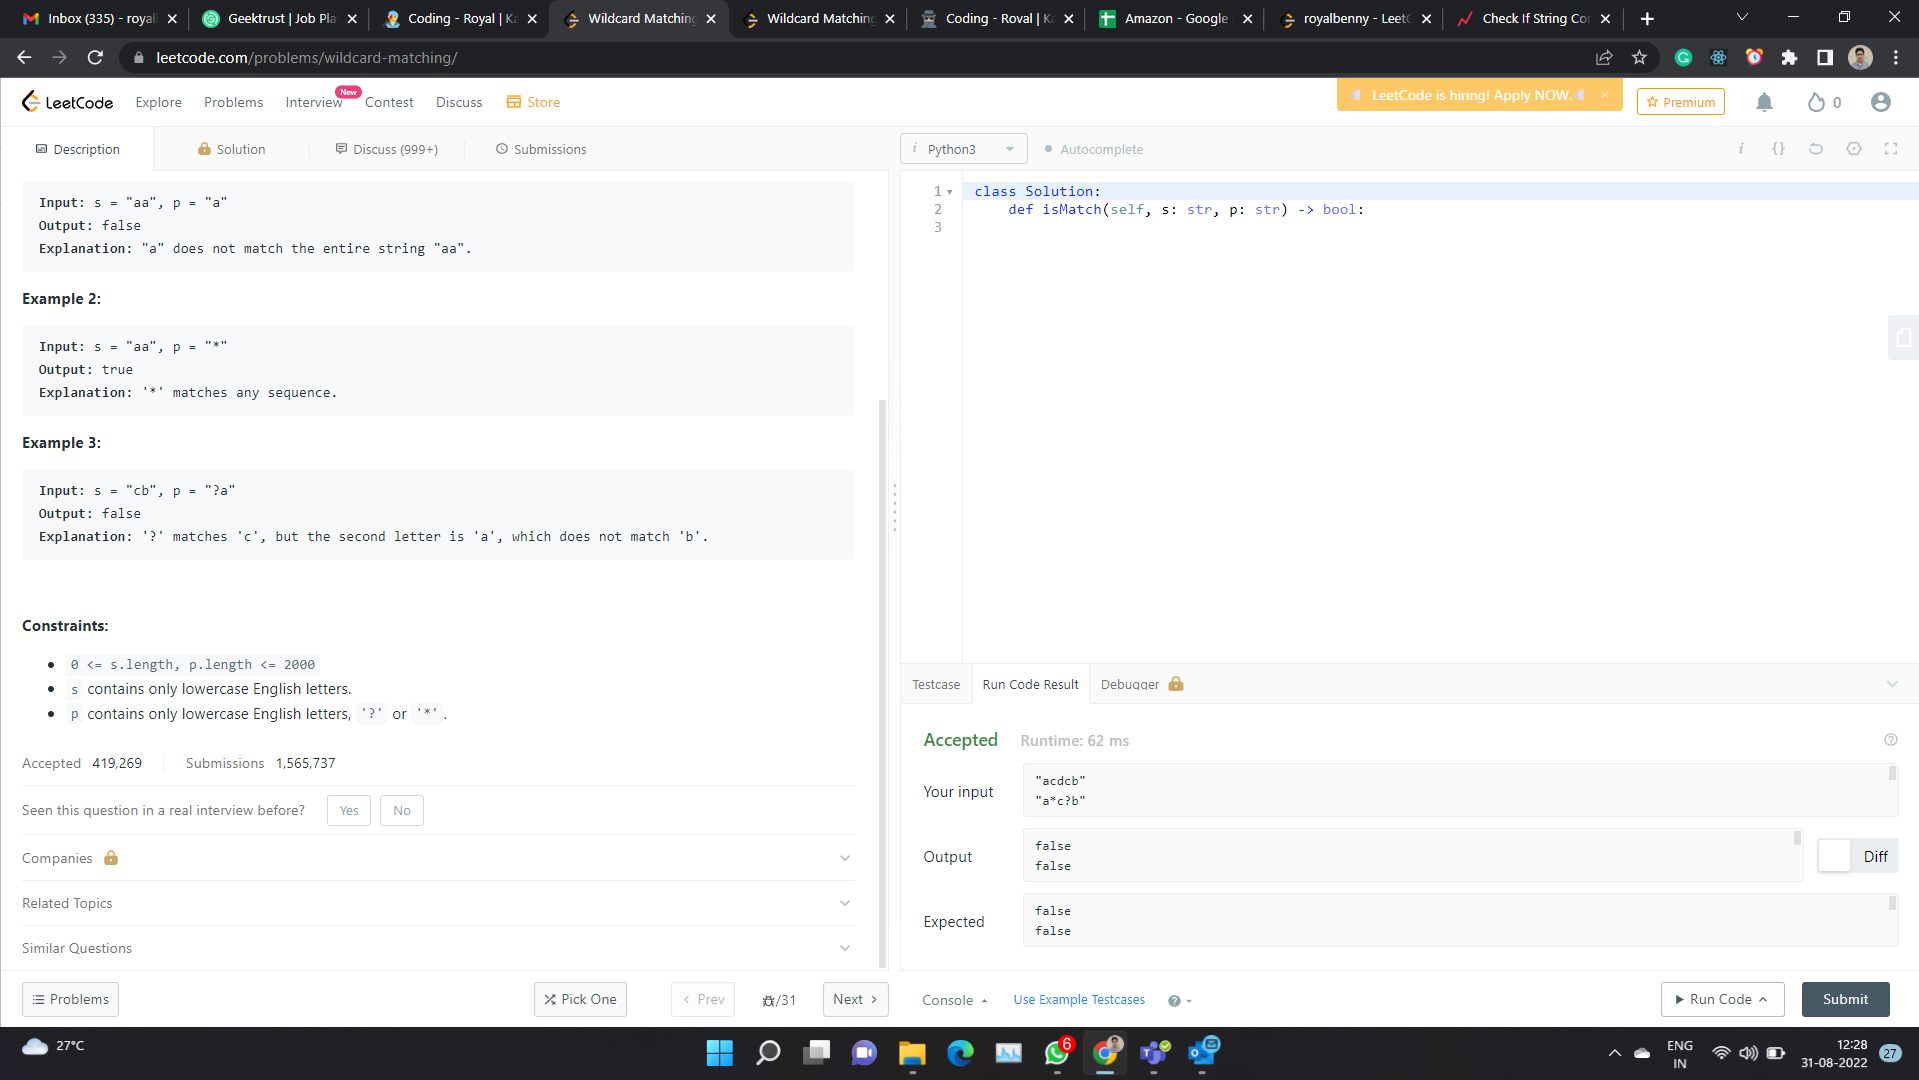 Inbox (335) - royal
Geektrust | Job Pla
Coding - Royal | Ka
Wildcard Matching
Wildcard Matching
Coding - Royal | Ka
Amazon - Google
royalbenny - LeetC
Check If String Cor
leetcode.com/problems/wildcard-matching/
LeetCode
Explore
Problems
Interview
New
Contest
Discuss
Store
LeetCode is hiring! Apply NOW.
Premium
0
Description
Solution
Discuss (999+)
Submissions
i Python3
Autocomplete
Input: s = "aa", p = "a"
Output: false
Explanation: "a" does not match the entire string "aa".
Example 2:
Input: s = "aa", p = "*"
Output: true
Explanation: '*' matches any sequence.
Example 3:
Input: s = "cb", p = "?a"
Output: false
Explanation: '?' matches 'c', but the second letter is 'a', which does not match 'b'.
Constraints:
0 <= s.length, p.length <= 2000
s contains only lowercase English letters.
p contains only lowercase English letters, '?' or '*'.
Accepted 419,269 Submissions 1,565,737
Seen this question in a real interview before? Yes No
Companies
Related Topics
Similar Questions
Problems
Pick One
Prev
/31
Next
1 class Solution:
2 def isMatch(self, s: str, p: str) -> bool:
3
Testcase
Run Code Result
Debugger
Accepted Runtime: 62 ms
Your input
"acdcb"
"a*c?b"
Output
false
false
Diff
Expected
false
false
Console
Use Example Testcases
Run Code
Submit
27°C
6
ENG
IN
12:28
31-08-2022
27